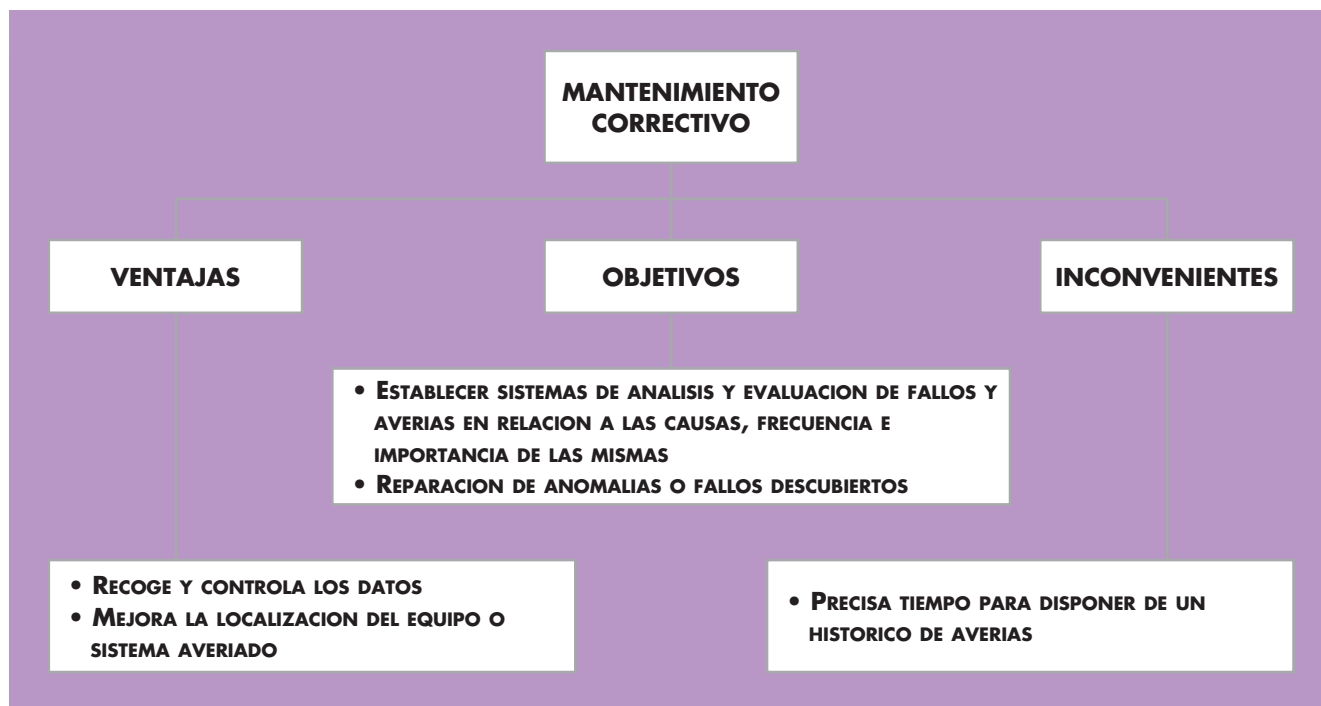 MANTENIMIENTO
CORRECTIVO
VENTAJAS
OBJETIVOS
INCONVENIENTES
• ESTABLECER SISTEMAS DE ANALISIS Y EVALUACION DE FALLOS Y
AVERIAS EN RELACION A LAS CAUSAS, FRECUENCIA E
IMPORTANCIA DE LAS MISMAS
• REPARACION DE ANOMALIAS O FALLOS DESCUBIERTOS
• RECOGE Y CONTROLA LOS DATOS
• MEJORA LA LOCALIZACION DEL EQUIPO O
SISTEMA AVERIADO
• PRECISA TIEMPO PARA DISPONER DE UN
HISTORICO DE AVERIAS